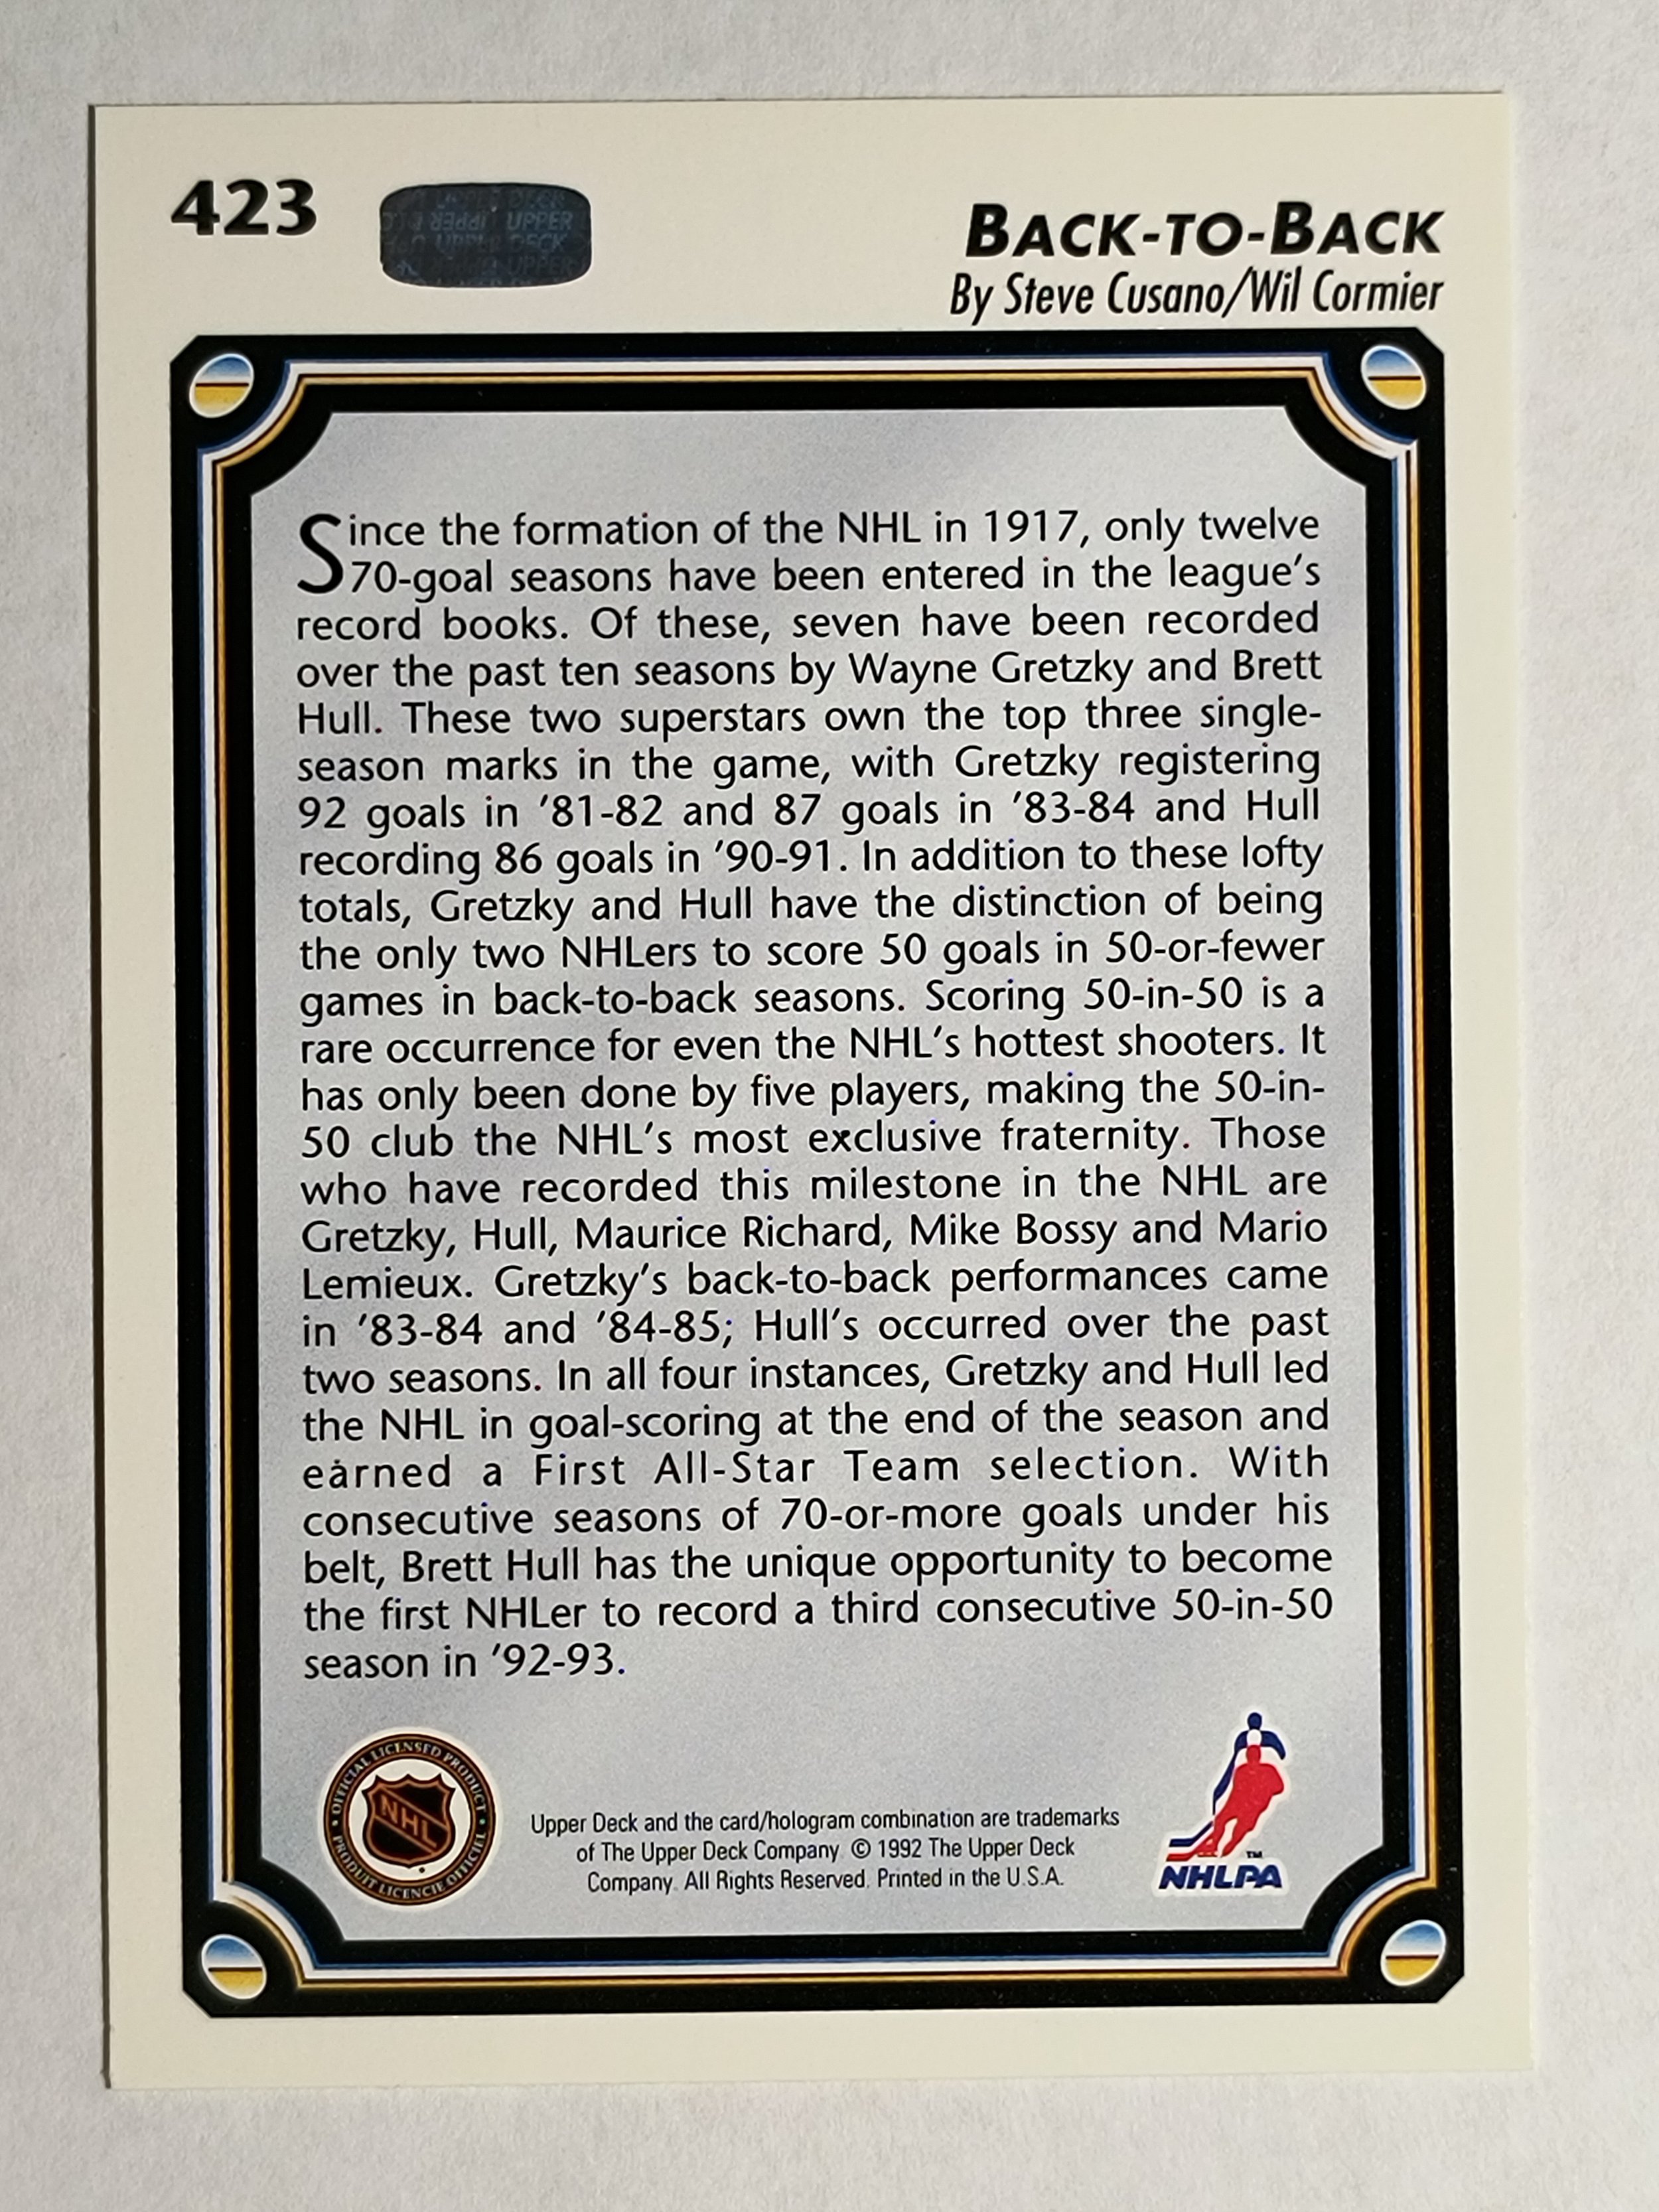 423
UPPER
UPPER DECK
UPPER
BACK-TO-BACK
By Steve Cusano/Wil Cormier
Since the formation of the NHL in 1917, only twelve
70-goal seasons have been entered in the league's
record books. Of these, seven have been recorded
over the past ten seasons by Wayne Gretzky and Brett
Hull. These two superstars own the top three single-
season marks in the game, with Gretzky registering
92 goals in '81-82 and 87 goals in '83-84 and Hull
recording 86 goals in '90-91. In addition to these lofty
totals, Gretzky and Hull have the distinction of being
the only two NHLers to score 50 goals in 50-or-fewer
games in back-to-back seasons. Scoring 50-in-50 is a
rare occurrence for even the NHL's hottest shooters. It
has only been done by five players, making the 50-in-
50 club the NHL's most exclusive fraternity. Those
who have recorded this milestone in the NHL are
Gretzky, Hull, Maurice Richard, Mike Bossy and Mario
Lemieux. Gretzky's back-to-back performances came
in '83-84 and '84-85; Hull's occurred over the past
two seasons. In all four instances, Gretzky and Hull led
the NHL in goal-scoring at the end of the season and
earned a First All-Star Team selection. With
consecutive seasons of 70-or-more goals under his
belt, Brett Hull has the unique opportunity to become
the first NHLer to record a third consecutive 50-in-50
season in '92-93.
OFFICIAL LICENSED PRODUCT
NHL
PRODUIT LICENCIE OFFICIEL
Upper Deck and the card/hologram combination are trademarks
of The Upper Deck Company. © 1992 The Upper Deck
Company. All Rights Reserved. Printed in the U.S.A.
TM
NHLPA